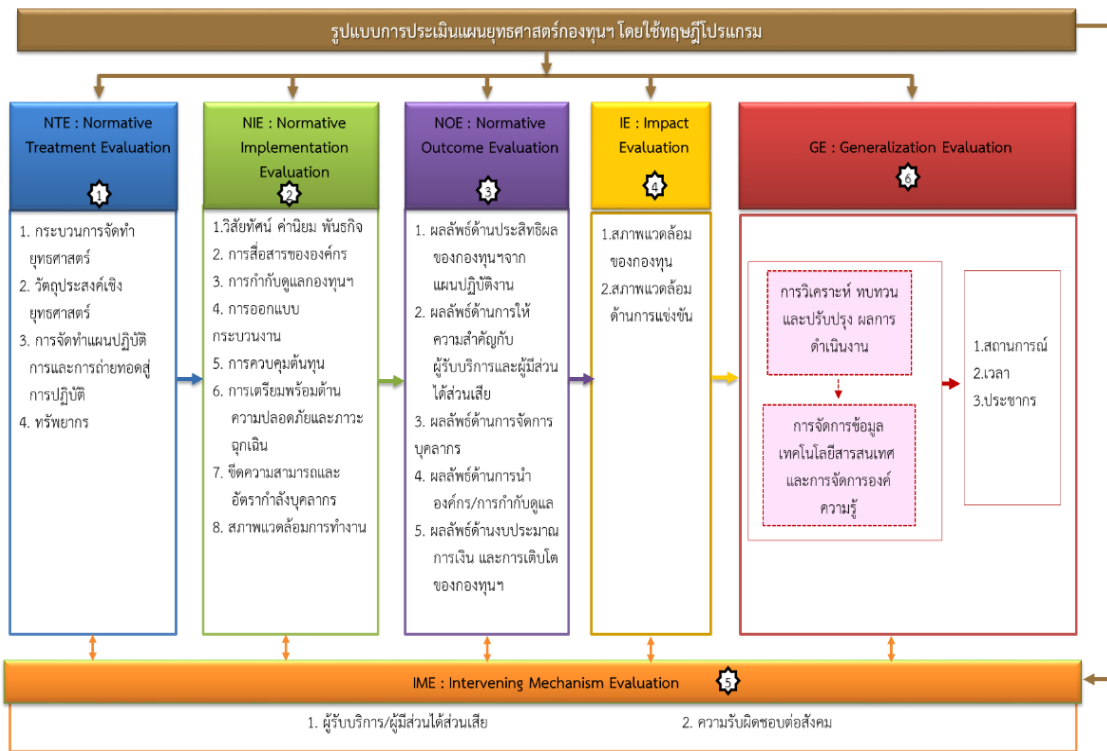 รูปแบบการประเมินแผนยุทธศาสตร์กองทุนฯ โดยใช้ทฤษฎีโปรแกรม
NTE : Normative
Treatment Evaluation
1
1. กระบวนการจัดทำ
ยุทธศาสตร์
2. วัตถุประสงค์เชิง
ยุทธศาสตร์
3. การจัดทำแผนปฏิบัติ
การและการถ่ายทอดสู่
การปฏิบัติ
4. ทรัพยากร
NIE : Normative
Implementation
Evaluation
2
1.วิสัยทัศน์ ค่านิยม พันธกิจ
2. การสื่อสารขององค์กร
3. การกำกับดูแลกองทุนฯ
4. การออกแบบ
กระบวนงาน
5. การควบคุมต้นทุน
6. การเตรียมพร้อมด้าน
ความปลอดภัยและภาวะ
ฉุกเฉิน
7. ขีดความสามารถและ
อัตรากำลังบุคลากร
8. สภาพแวดล้อมการทำงาน
NOE : Normative
Outcome Evaluation
3
1. ผลลัพธ์ด้านประสิทธิผล
ของกองทุนฯจาก
แผนปฏิบัติงาน
2. ผลลัพธ์ด้านการให้
ความสำคัญกับ
ผู้รับบริการและผู้มีส่วน
ได้ส่วนเสีย
3. ผลลัพธ์ด้านการจัดการ
บุคลากร
4. ผลลัพธ์ด้านการนำ
องค์กร/การกำกับดูแล
5. ผลลัพธ์ด้านงบประมาณ
การเงิน และการเติบโต
ของกองทุนฯ
IE : Impact
Evaluation
4
1.สภาพแวดล้อม
ของกองทุน
2.สภาพแวดล้อม
ด้านการแข่งขัน
GE : Generalization Evaluation
6
การวิเคราะห์ ทบทวน
และปรับปรุง ผลการ
ดำเนินงาน
การจัดการข้อมูล
เทคโนโลยีสารสนเทศ
และการจัดการองค์
ความรู้
1.สถานการณ์
2.เวลา
3.ประชากร
IME : Intervening Mechanism Evaluation
5
1. ผู้รับบริการ/ผู้มีส่วนได้ส่วนเสีย
2. ความรับผิดชอบต่อสังคม